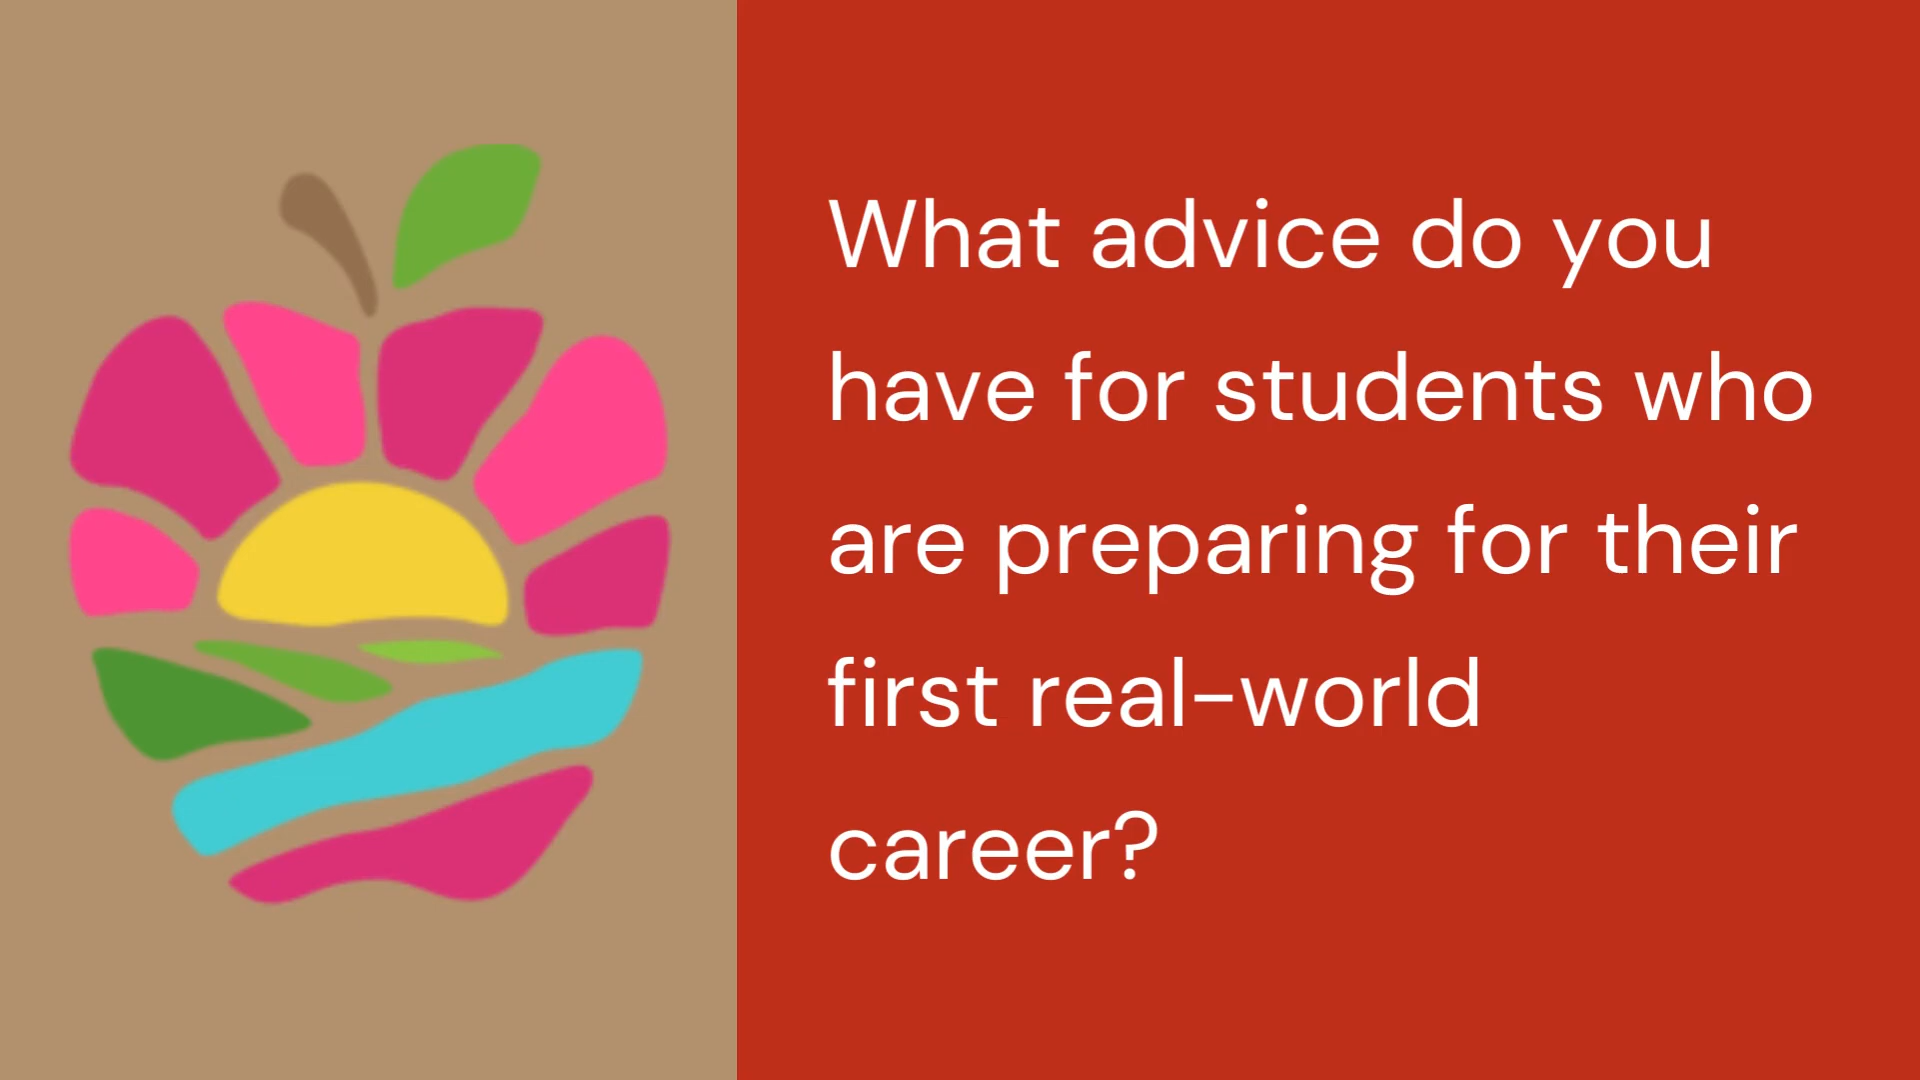 What advice do you
have for students who
are preparing for their
first real-world
career?